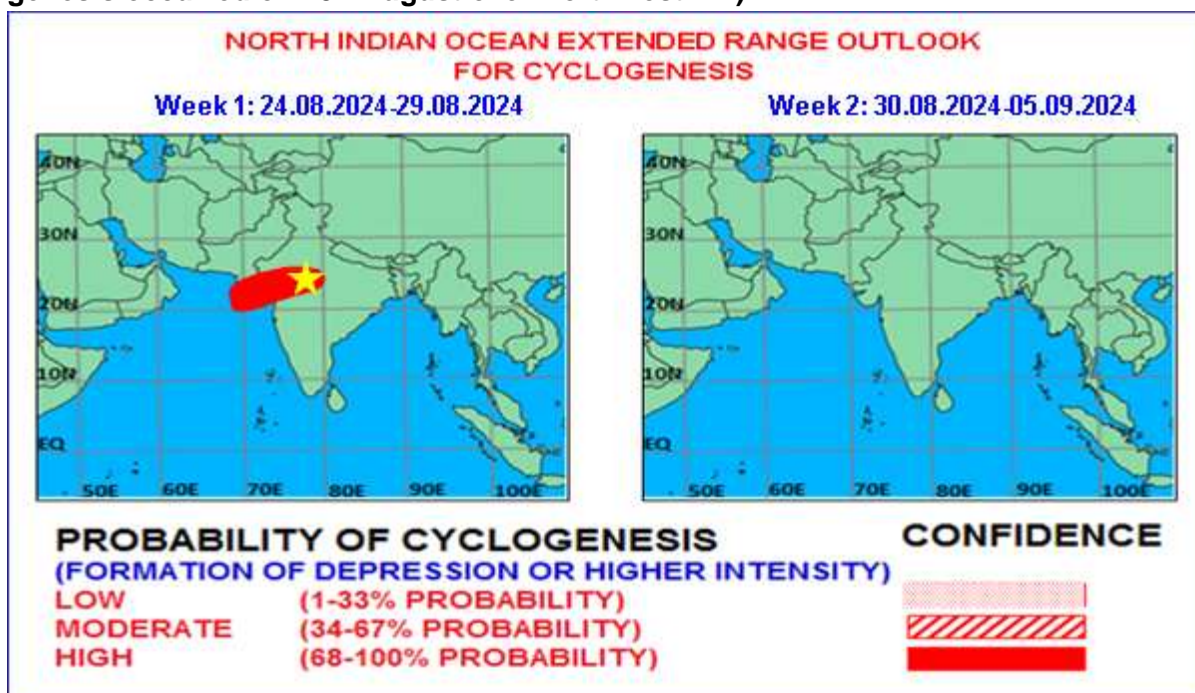 NORTH INDIAN OCEAN EXTENDED RANGE OUTLOOK
FOR CYCLOGENESIS
Week 1: 24.08.2024-29.08.2024
40N
30N
20N
10N
EQ
50E 60E 70E 80E 90E 100E
Week 2: 30.08.2024-05.09.2024
40N
30N
20N
10N
EQ
50E 60E 70E 80E 90E 100E
PROBABILITY OF CYCLOGENESIS
(FORMATION OF DEPRESSION OR HIGHER INTENSITY)
LOW (1-33% PROBABILITY)
MODERATE (34-67% PROBABILITY)
HIGH (68-100% PROBABILITY)
CONFIDENCE